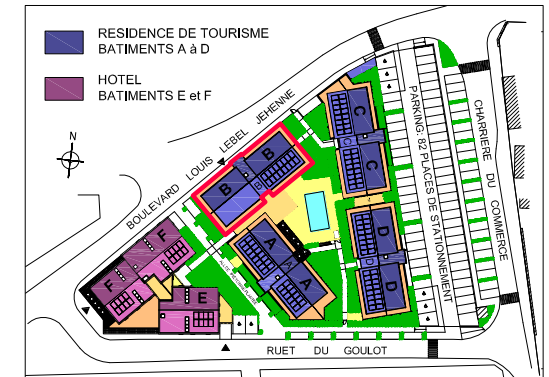 RESIDENCE DE TOURISME
BATIMENTS A à D
HOTEL
BATIMENTS E et F
N
BOULEVARD LOUIS LEBEL JEHENNE
B
B
B
C
C
A
A
A
D
D
F
F
E
PARKING: 82 PLACES DE STATIONNEMENT
CHARRIERE DU COMMERCE
RUET DU GOULOT